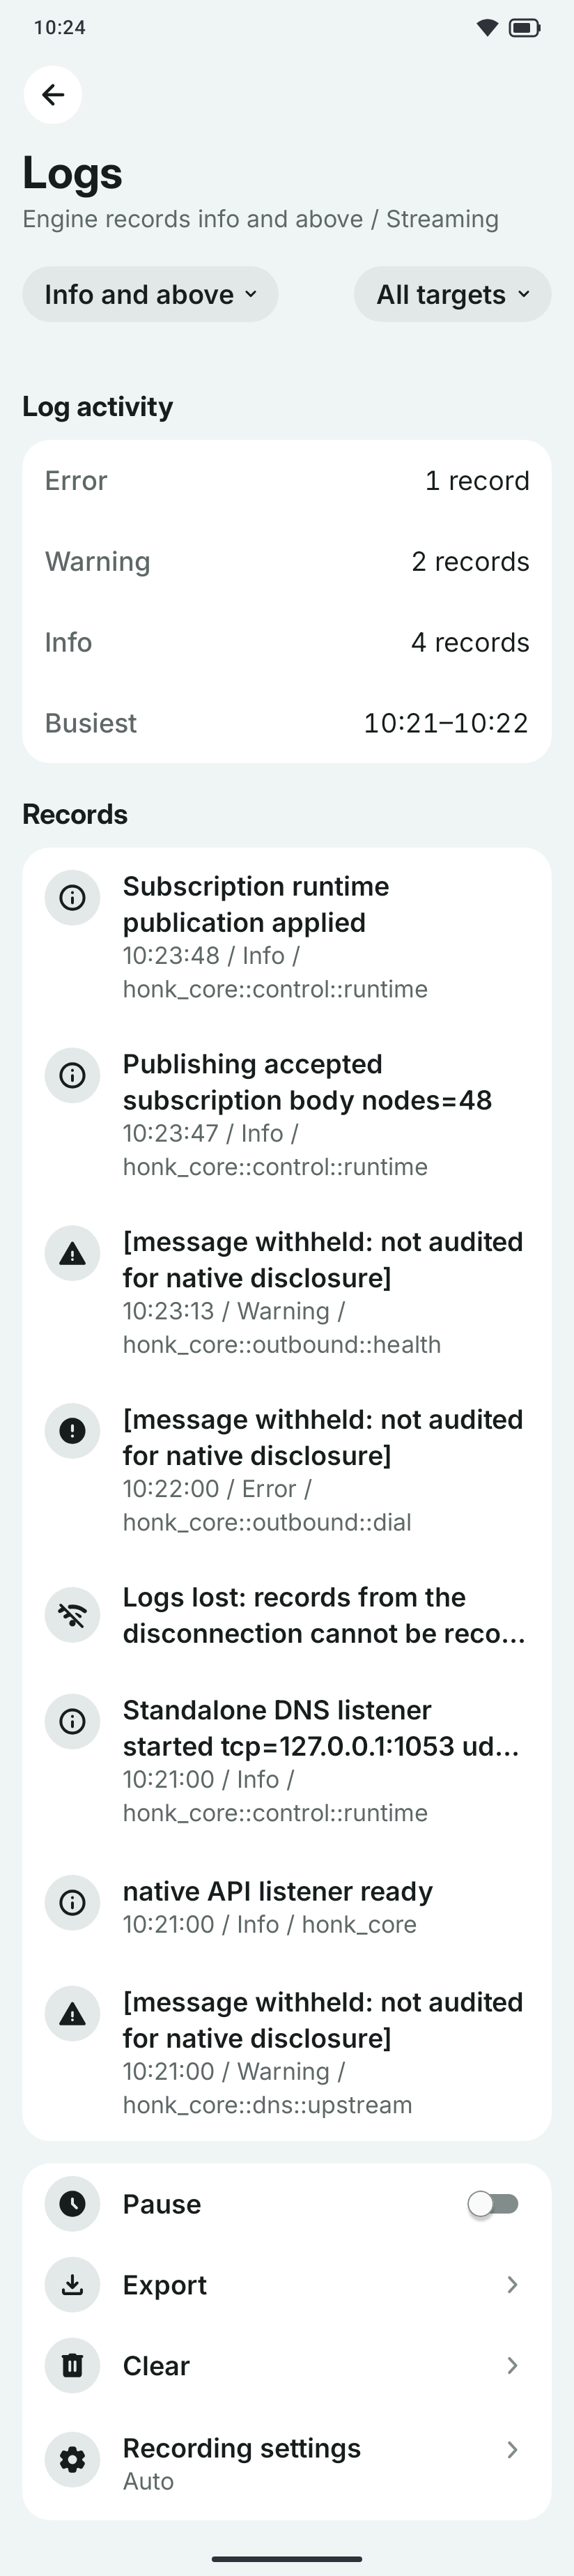 10:24
Logs
Engine records info and above / Streaming
Info and above
All targets
Log activity
Error 1 record
Warning 2 records
Info 4 records
Busiest 10:21–10:22
Records
Subscription runtime
publication applied
10:23:48 / Info /
honk_core::control::runtime
Publishing accepted
subscription body nodes=48
10:23:47 / Info /
honk_core::control::runtime
[message withheld: not audited
for native disclosure]
10:23:13 / Warning /
honk_core::outbound::health
[message withheld: not audited
for native disclosure]
10:22:00 / Error /
honk_core::outbound::dial
Logs lost: records from the
disconnection cannot be reco...
Standalone DNS listener
started tcp=127.0.0.1:1053 ud...
10:21:00 / Info /
honk_core::control::runtime
native API listener ready
10:21:00 / Info / honk_core
[message withheld: not audited
for native disclosure]
10:21:00 / Warning /
honk_core::dns::upstream
Pause
Export
Clear
Recording settings
Auto